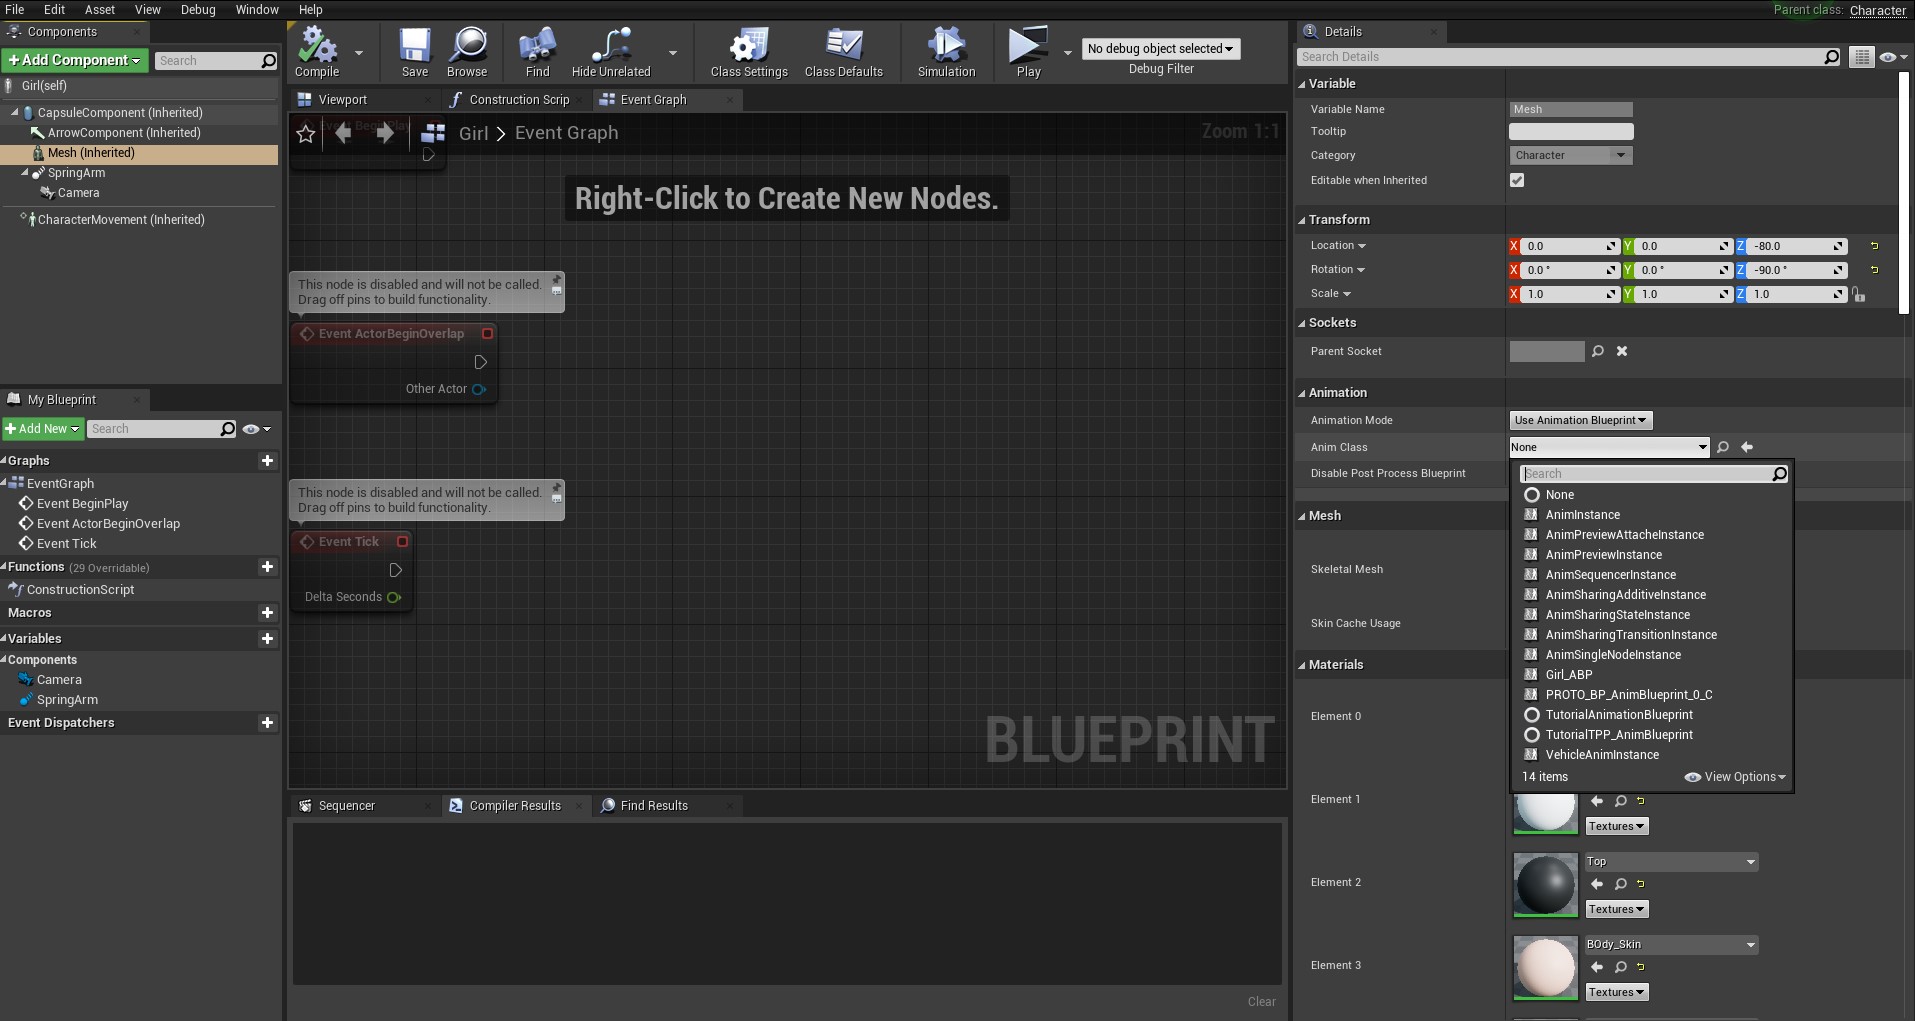 File Edit Asset View Window Debug Help
Parent class: Character
Components
+Add Component
Search
Girl(self)
CapsuleComponent (Inherited)
ArrowComponent (Inherited)
Mesh (Inherited)
SpringArm
Camera
CharacterMovement (Inherited)
My Blueprint
+Add New
Search
Graphs
EventGraph
Event BeginPlay
Event ActorBeginOverlap
Event Tick
Functions (29 Overridable)
ConstructionScript
Macros
Variables
Components
Camera
SpringArm
Event Dispatchers
Compile
Save
Browse
Find
Hide Unrelated
Class Settings
Class Defaults
Simulation
Play
No debug object selected
Debug Filter
Viewport
Construction Scrip
Event Graph
Event BeginPlay
Girl > Event Graph
Zoom 1:1
Right-Click to Create New Nodes.
This node is disabled and will not be called.
Drag off pins to build functionality.
Event ActorBeginOverlap
Other Actor
This node is disabled and will not be called.
Drag off pins to build functionality.
Event Tick
Delta Seconds
BLUEPRINT
Sequencer
Compiler Results
Find Results
Clear
Details
Search Details
Variable
Variable Name Mesh
Tooltip
Category Character
Editable when Inherited
Transform
Location X 0.0 Y 0.0 Z -80.0
Rotation X 0.0 ° Y 0.0 ° Z -90.0 °
Scale X 1.0 Y 1.0 Z 1.0
Sockets
Parent Socket
Animation
Animation Mode Use Animation Blueprint
Anim Class None
Disable Post Process Blueprint
Search
None
AnimInstance
AnimPreviewAttacheInstance
AnimPreviewInstance
AnimSequencerInstance
AnimSharingAdditiveInstance
AnimSharingStateInstance
AnimSharingTransitionInstance
AnimSingleNodeInstance
Girl_ABP
PROTO_BP_AnimBlueprint_0_C
TutorialAnimationBlueprint
TutorialTPP_AnimBlueprint
VehicleAnimInstance
14 items
View Options
Mesh
Skeletal Mesh
Skin Cache Usage
Materials
Element 0
Element 1
Textures
Element 2
Top
Textures
Element 3
BOdy_Skin
Textures